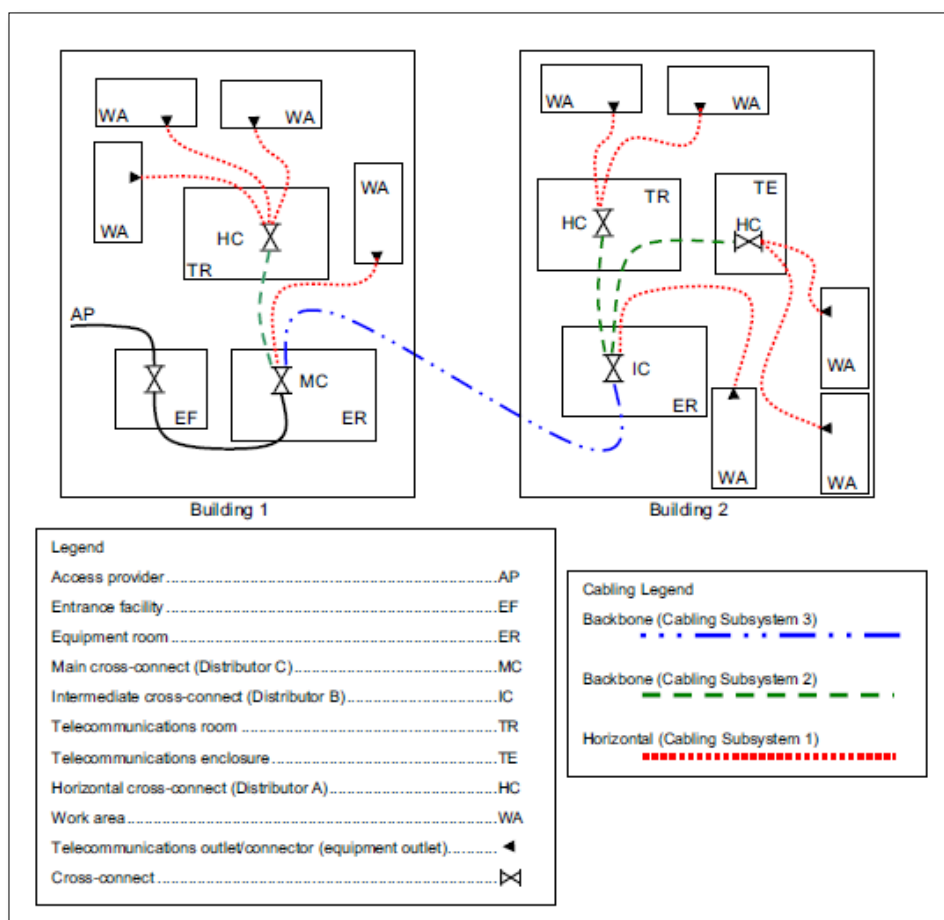 WA
WA
WA
WA
HC
TR
AP
MC
EF
ER
Building 1
WA
WA
TR
TE
HC
HC
IC
ER
WA
WA
WA
Building 2
Legend
Access provider AP
Entrance facility EF
Equipment room ER
Main cross-connect (Distributor C) MC
Intermediate cross-connect (Distributor B) IC
Telecommunications room TR
Telecommunications enclosure TE
Horizontal cross-connect (Distributor A) HC
Work area WA
Telecommunications outlet/connector (equipment outlet)
Cross-connect
Cabling Legend
Backbone (Cabling Subsystem 3)
Backbone (Cabling Subsystem 2)
Horizontal (Cabling Subsystem 1)